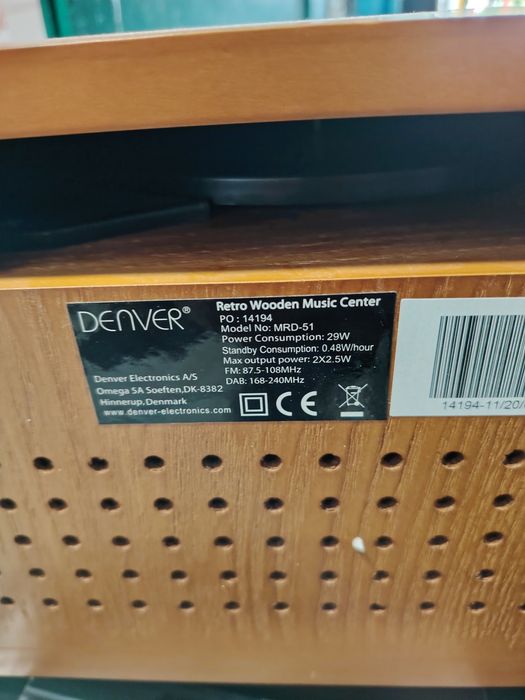 DENVER®
Retro Wooden Music Center
PO : 14194
Model No: MRD-51
Power Consumption: 29W
Standby Consumption: 0.48W/hour
Max output power: 2X2.5W
FM: 87.5-108MHz
DAB: 168-240MHz
Denver Electronics A/S
Omega 5A Soeften,DK-8382
Hinnerup,Denmark
www.denver-electronics.com
CE
14194-11/20/